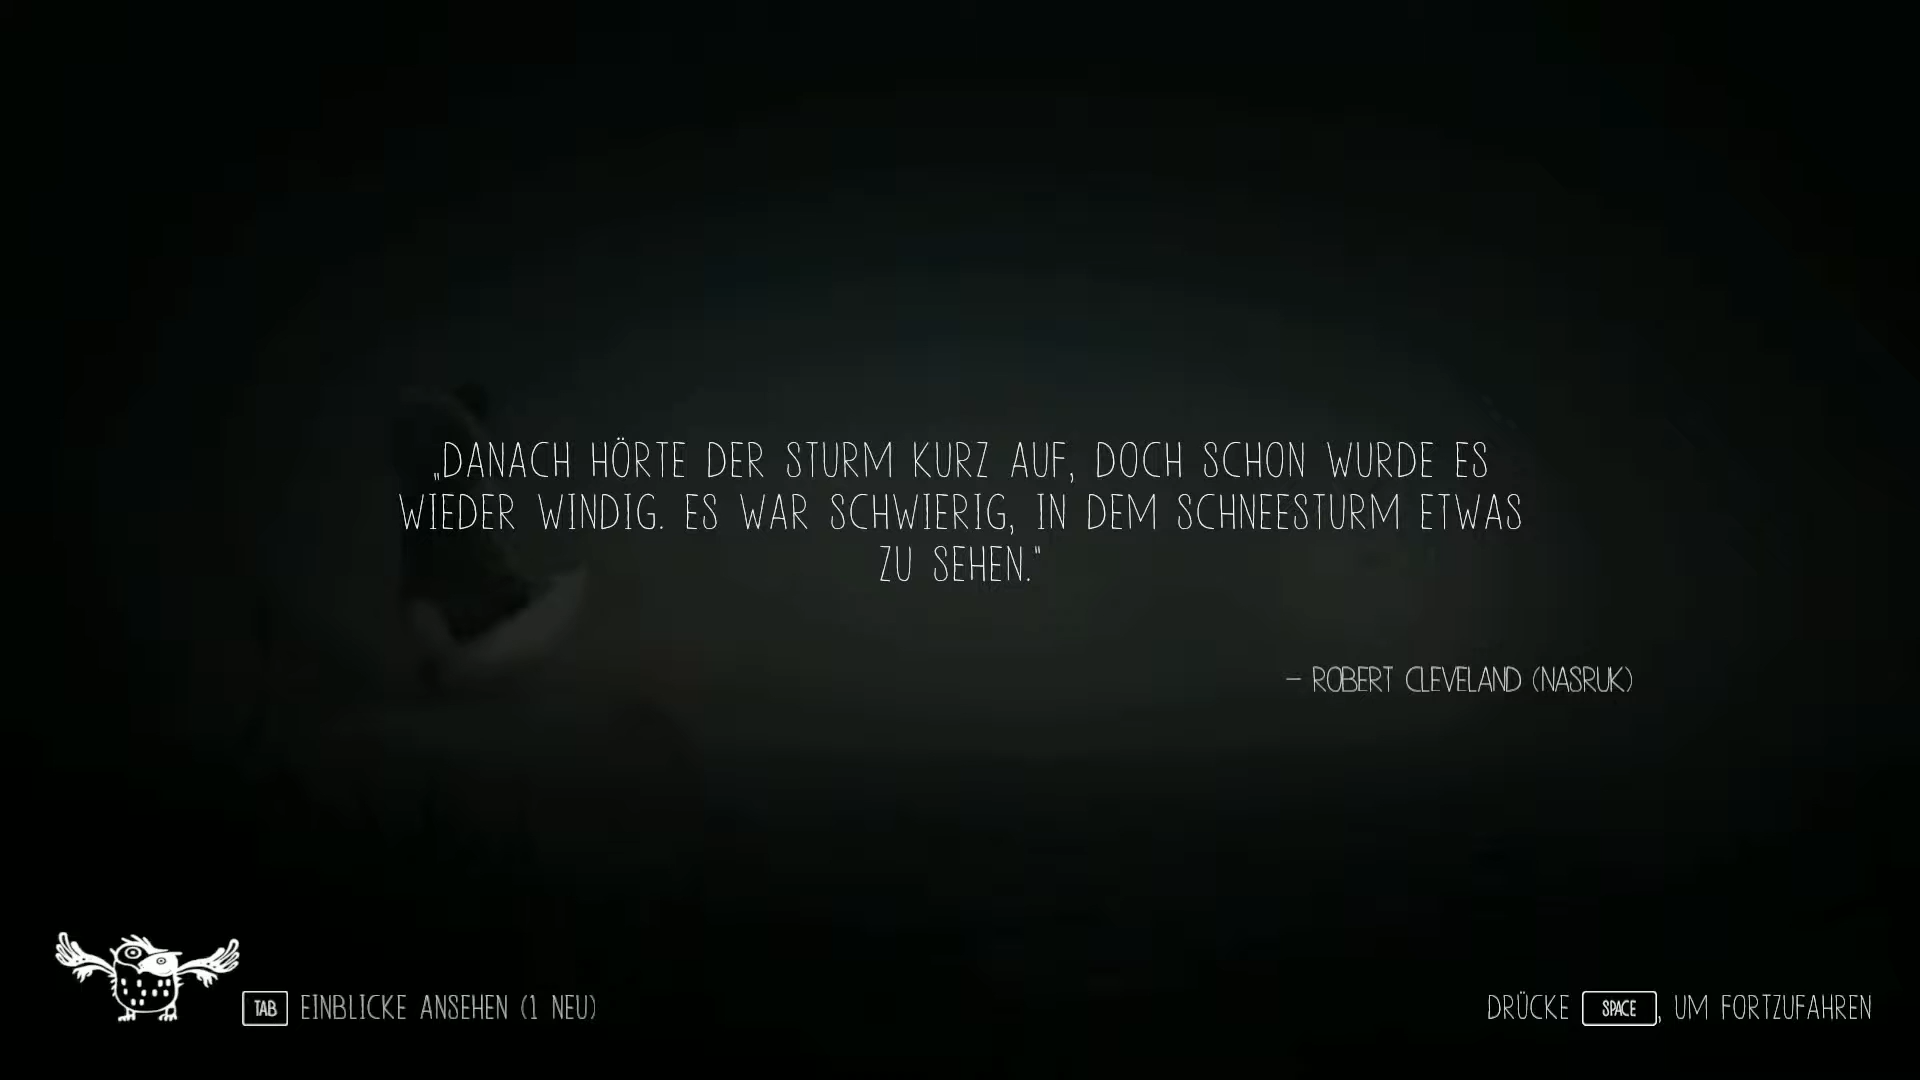 „DANACH HÖRTE DER STURM KURZ AUF, DOCH SCHON WURDE ES
WIEDER WINDIG. ES WAR SCHWIERIG, IN DEM SCHNEESTURM ETWAS
ZU SEHEN."
– ROBERT CLEVELAND (NASRUK)
TAB EINBLICKE ANSEHEN (1 NEU)
DRÜCKE SPACE, UM FORTZUFAHREN